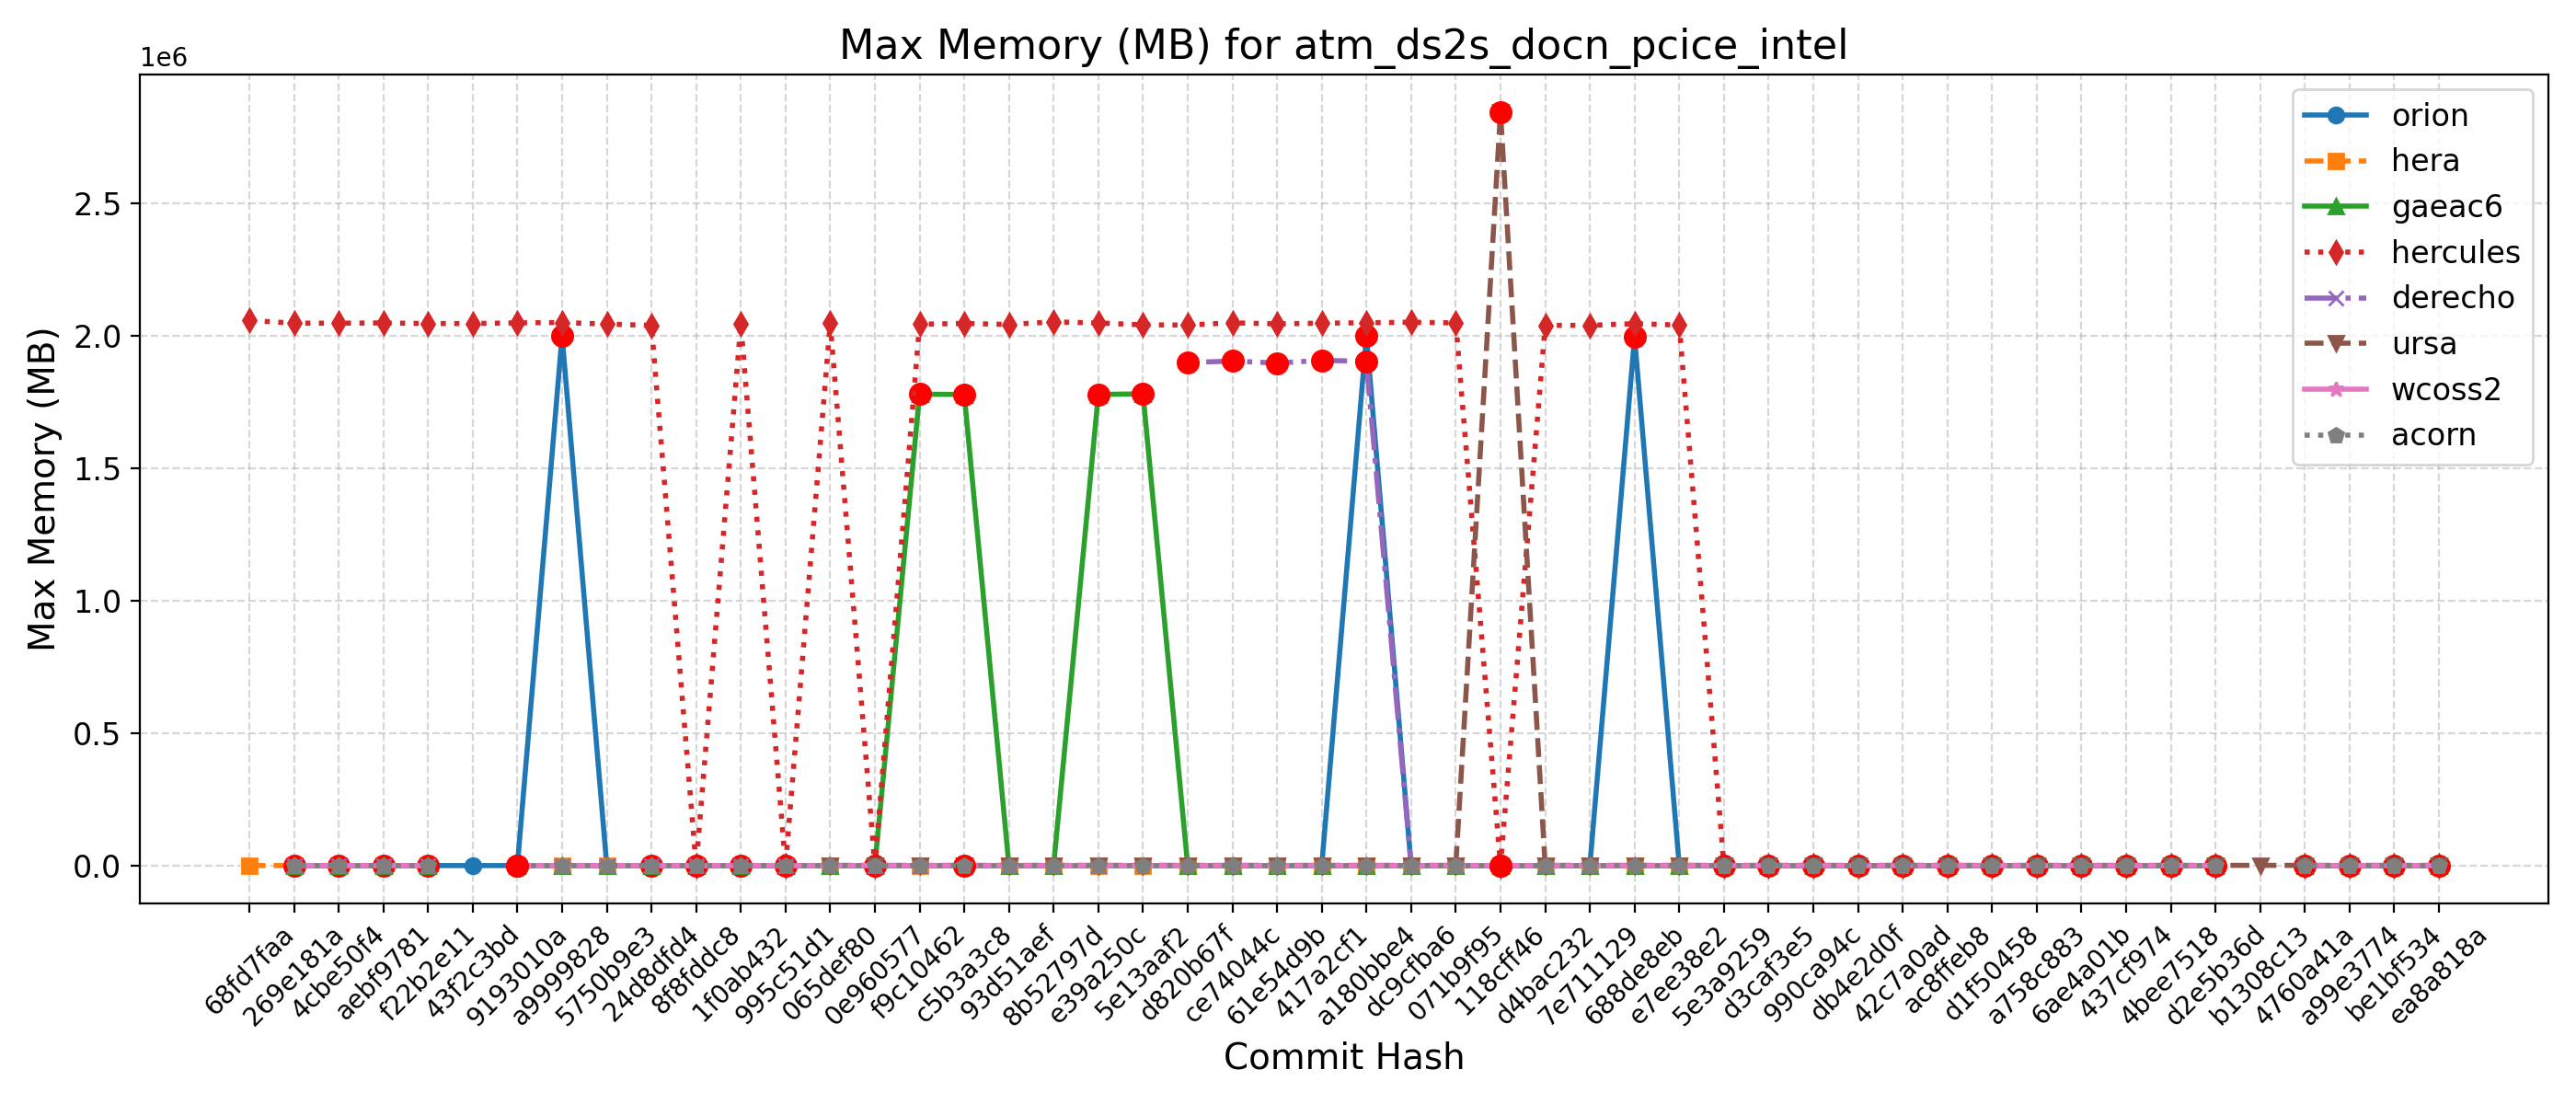 Max Memory (MB) for atm_ds2s_docn_pcice_intel
1e6
Max Memory (MB)
2.5
2.0
1.5
1.0
0.5
0.0
orion
hera
gaeac6
hercules
derecho
ursa
wcoss2
acorn
68fd7faa
269e181a
4cbe50f4
aebf9781
f22b2e11
43f2c3bd
9193010a
a9999828
5750b9e3
24d8dfd4
8f8fddc8
1f0ab432
995c51d1
065def80
0e960577
f9c10462
c5b3a3c8
93d51aef
8b52797d
e39a250c
5e13aaf2
d820b67f
ce74044c
61e54d9b
417a2cf1
a180bbe4
dc9cfba6
071b9f95
118cff46
d4bac232
7e711129
688de8eb
e7ee38e2
5e3a9259
d3caf3e5
990ca94c
db4e2d0f
42c7a0ad
ac8ffeb8
d1f50458
a758c883
6ae4a01b
437cf974
4bee7518
d2e5b36d
b1308c13
4760a41a
a99e3774
be1bf534
ea8a818a
Commit Hash